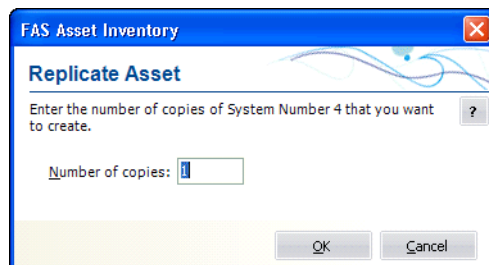 FAS Asset Inventory
Replicate Asset
Enter the number of copies of System Number 4 that you want
to create.
?
Number of copies: 1
OK Cancel